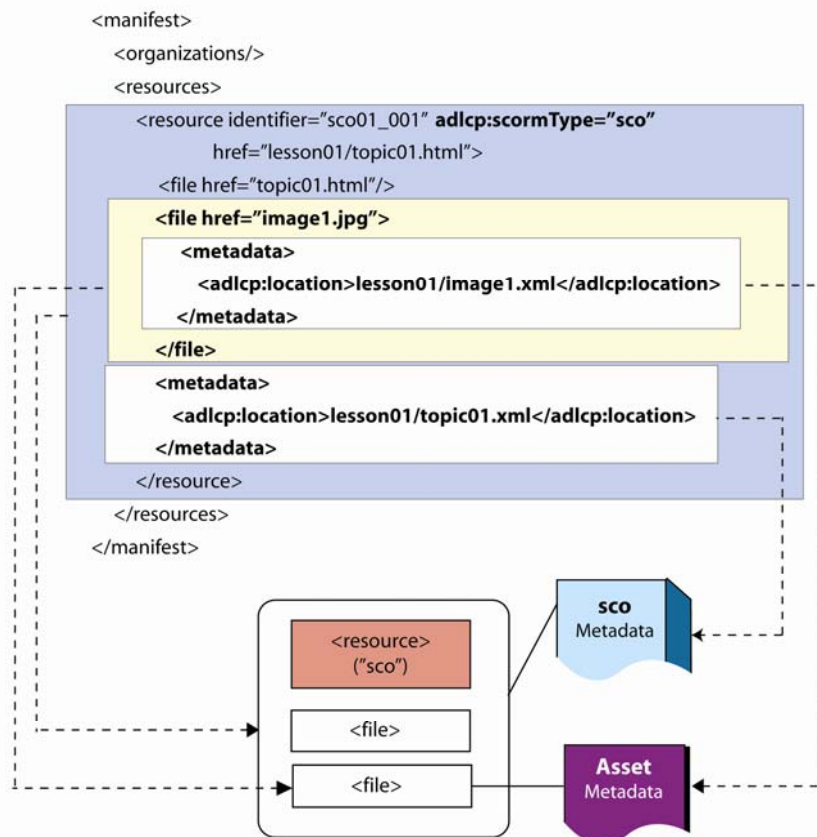 <manifest>
<organizations/>
<resources>
<resource identifier="sco01_001" adlcp:scormType="sco"
href="lesson01/topic01.html">
<file href="topic01.html"/>
<file href="image1.jpg">
<metadata>
<adlcp:location>lesson01/image1.xml</adlcp:location>
</metadata>
</file>
<metadata>
<adlcp:location>lesson01/topic01.xml</adlcp:location>
</metadata>
</resource>
</resources>
</manifest>
<resource>
("sco")
<file>
<file>
sco
Metadata
Asset
Metadata